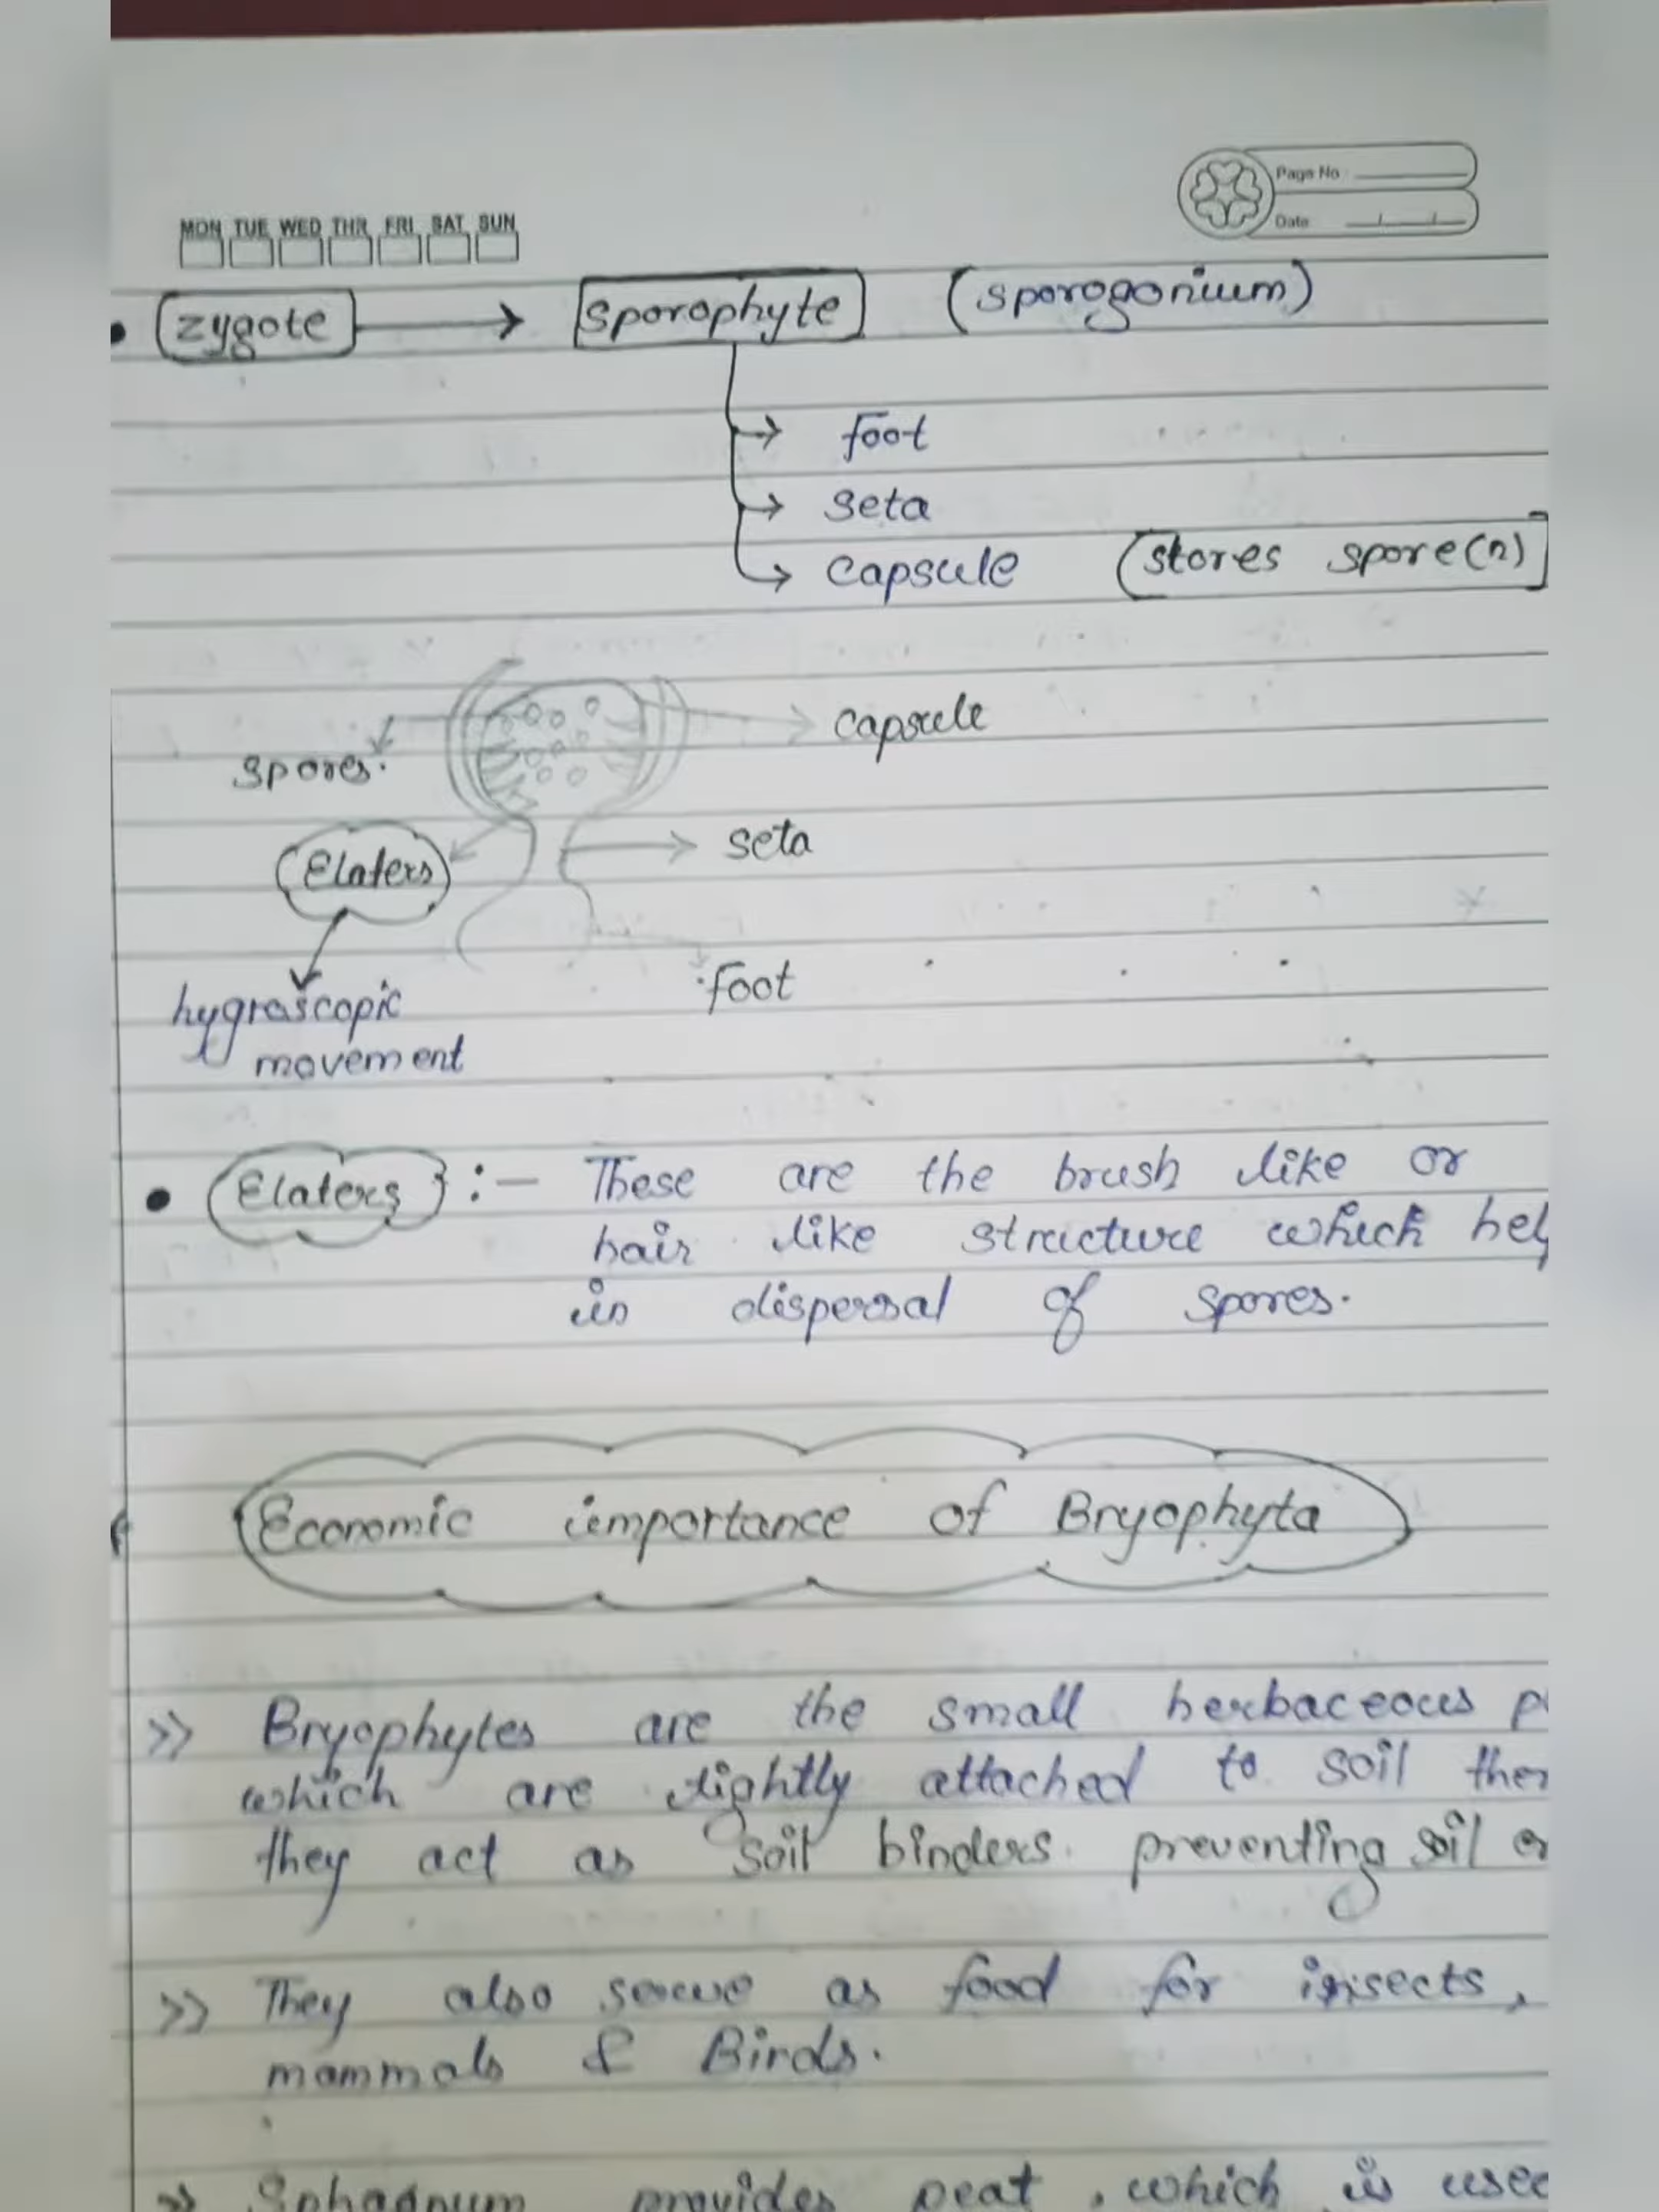 Page No
MON TUE WED THR FRI SAT SUN
Date
• zygote → sporophyte (sporogonium)
→ foot
→ seta
→ capsule (stores spore(n)]
capsule
spores.
seta
Elaters
foot
hygroscopic
movement
• Elaters :- These are the brush like or
hair like structure which hel
in dispersal of spores.
Economic importance of Bryophyta
>> Bryophytes are the small herbaceous p
which are tightly attached to soil ther
they act as soil binders. preventing soil er
>> They also serve as food for insects,
mammals & Birds.
>> Sphagnum provides peat, which is used